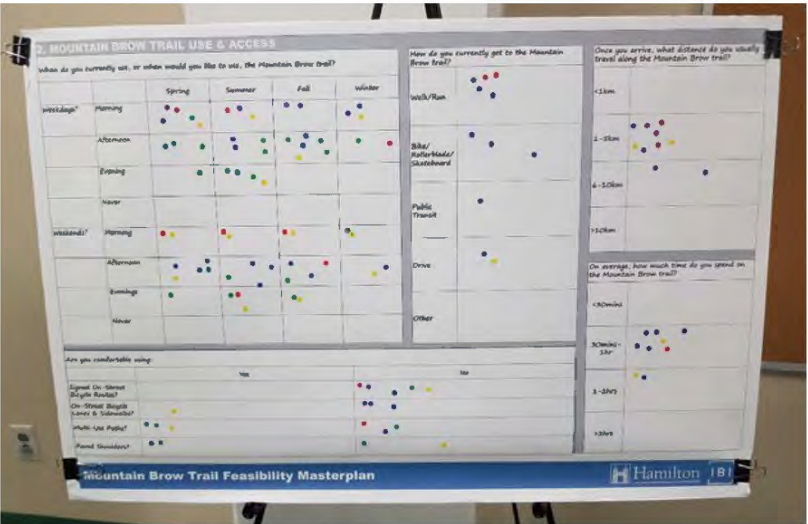 2. MOUNTAIN BROW TRAIL USE & ACCESS
When do you currently use, or when would you like to use, the Mountain Brow trail?
Spring Summer Fall Winter
Weekdays? Morning
Afternoon
Evening
Never
Weekends? Morning
Afternoon
Evenings
Never
How do you currently get to the Mountain
Brow trail?
Walk/Run
Bike/
Rollerblade/
Skateboard
Public
Transit
Drive
Other
Once you arrive, what distance do you usually
travel along the Mountain Brow trail?
<1km
1-5km
6-10km
>10km
On average, how much time do you spend on
the Mountain Brow trail?
<30mins
30mins-
1hr
1-2hrs
>2hrs
Are you comfortable using:
Yes No
Signed On-Street
Bicycle Routes?
On-Street Bicycle
Lanes & Sidewalks?
Multi-Use Paths?
Paved Shoulders?
Mountain Brow Trail Feasibility Masterplan
Hamilton IBI